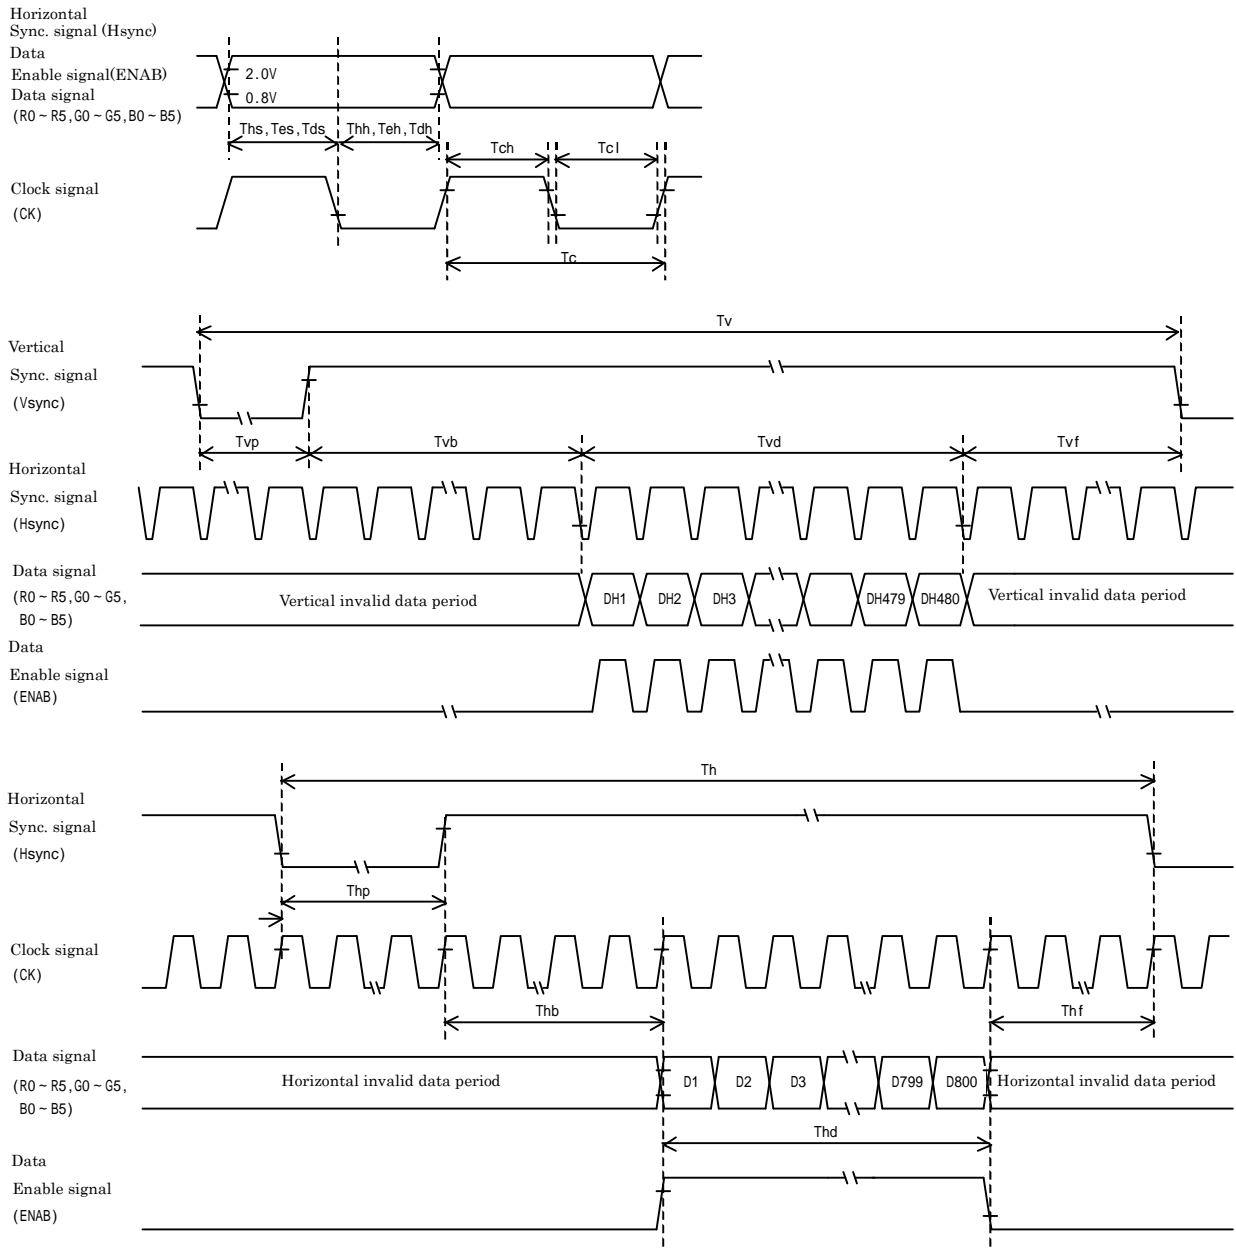 Horizontal
Sync. signal (Hsync)
Data
Enable signal(ENAB)
Data signal
(R0 ~ R5,G0 ~ G5,B0 ~ B5)
2.0V
0.8V
Ths,Tes,Tds
Thh,Teh,Tdh
Tch
Tcl
Clock signal
(CK)
Tc
Tv
Vertical
Sync. signal
(Vsync)
Tvp
Tvb
Tvd
Tvf
Horizontal
Sync. signal
(Hsync)
Data signal
(R0 ~ R5,G0 ~ G5,
B0 ~ B5)
Vertical invalid data period
DH1
DH2
DH3
DH479
DH480
Vertical invalid data period
Data
Enable signal
(ENAB)
Th
Horizontal
Sync. signal
(Hsync)
Thp
Clock signal
(CK)
Thb
Thf
Data signal
(R0 ~ R5,G0 ~ G5,
B0 ~ B5)
Horizontal invalid data period
D1
D2
D3
D799
D800
Horizontal invalid data period
Thd
Data
Enable signal
(ENAB)